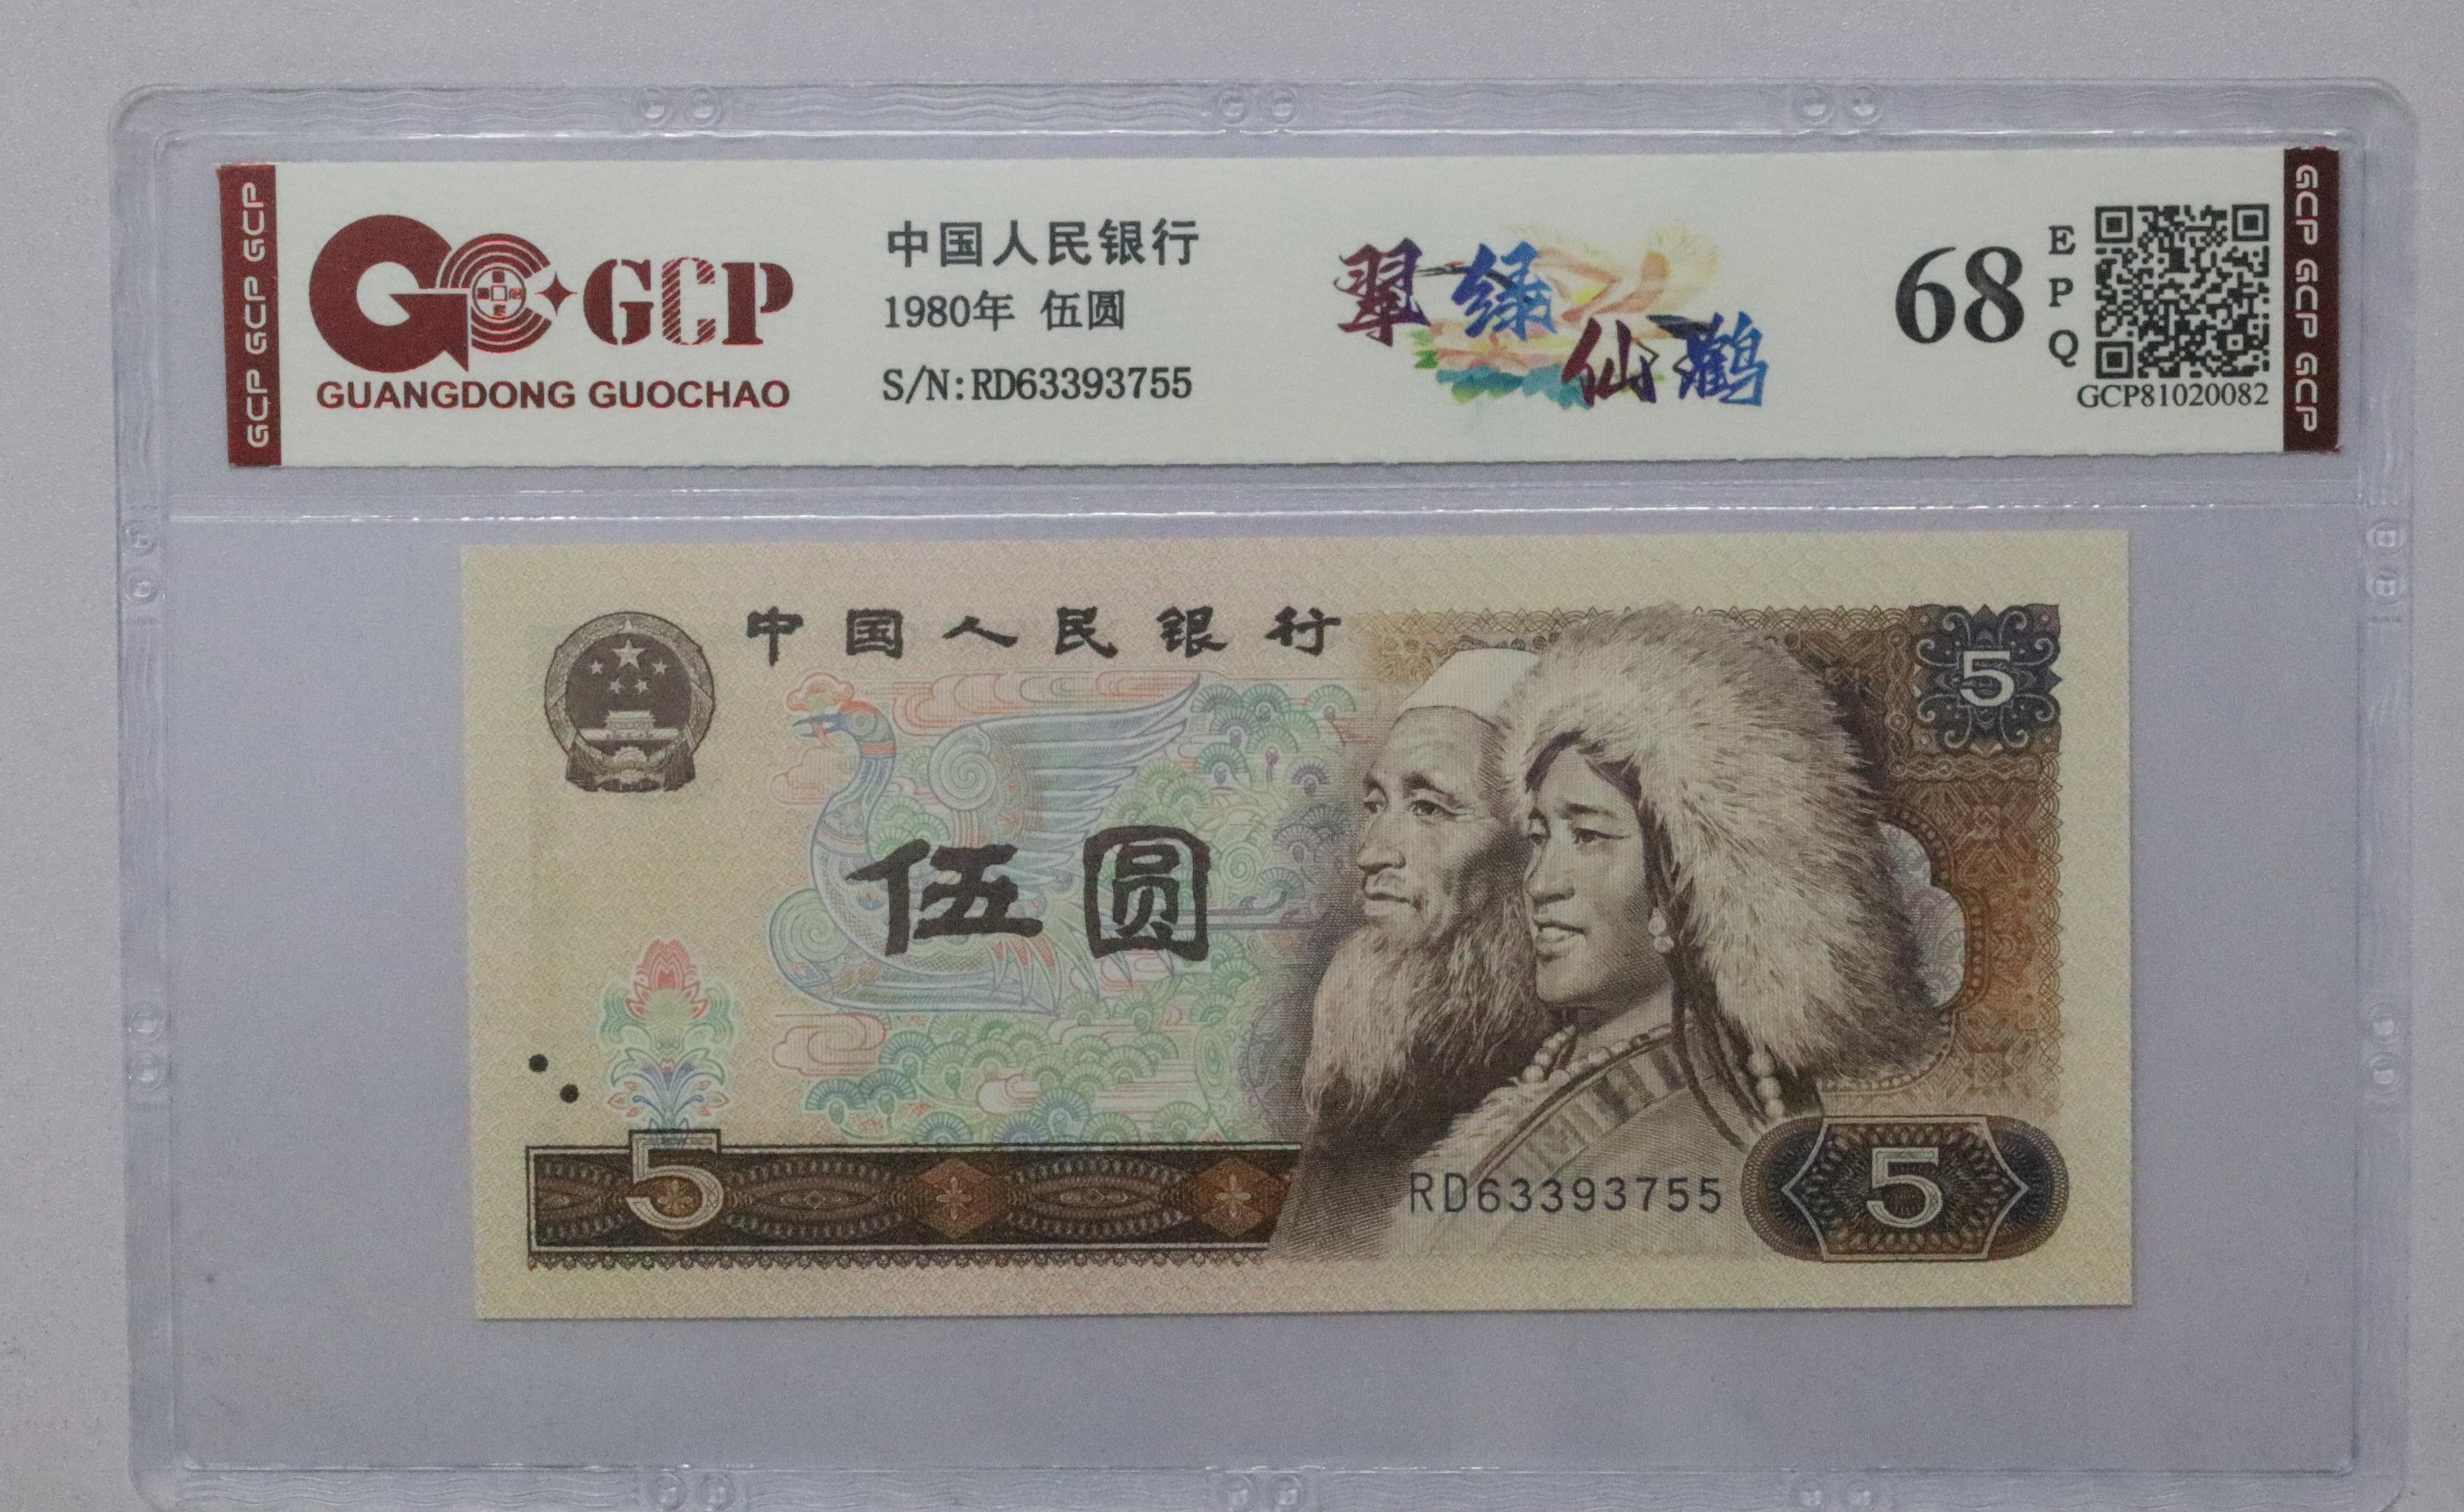 GCP GCP GCP
GCP
GUANGDONG GUOCHAO
中国人民银行
1980年 伍圆
S/N:RD63393755
翠绿
仙鹤
68
E
P
Q
GCP81020082
GCP GCP GCP
中国人民银行
5
伍圆
5
RD63393755
5